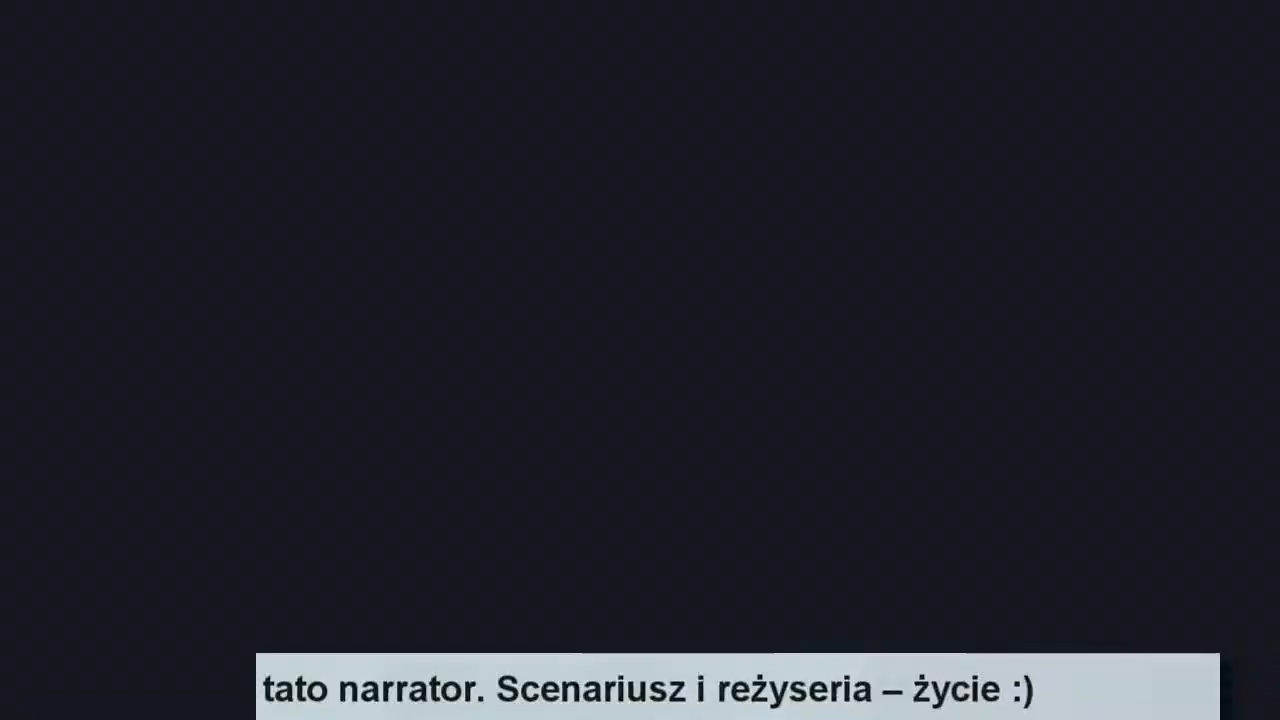 tato narrator. Scenariusz i reżyseria – życie :)